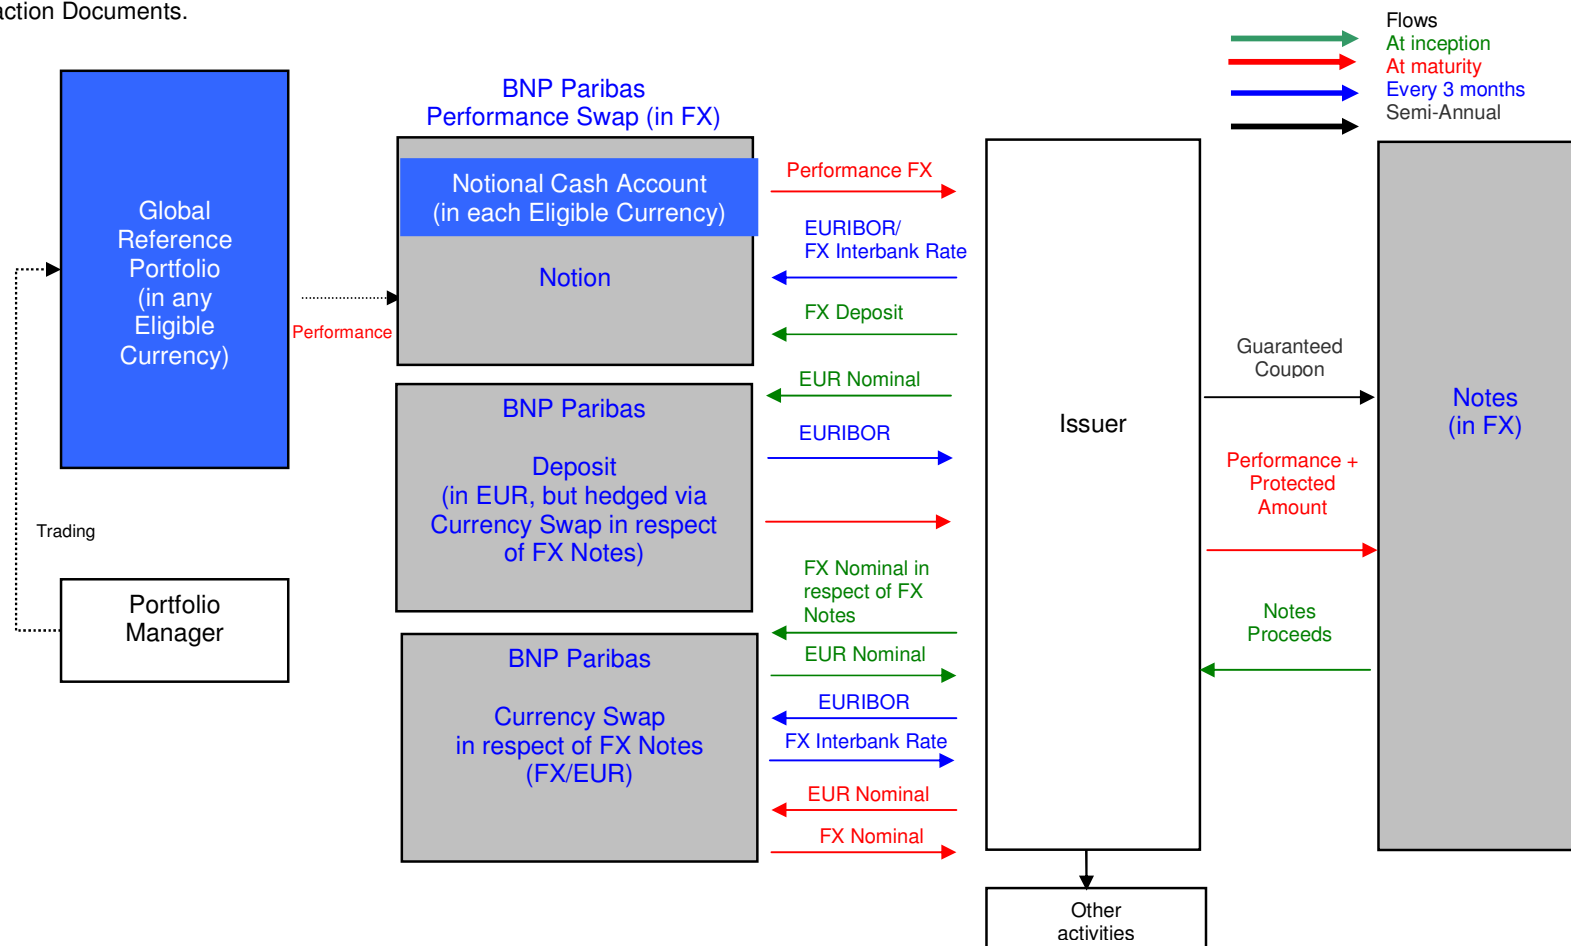 action Documents.
Flows
At inception
At maturity
Every 3 months
Semi-Annual
Global
Reference
Portfolio
(in any
Eligible
Currency)
Performance
Trading
Portfolio
Manager
BNP Paribas
Performance Swap (in FX)
Notional Cash Account
(in each Eligible Currency)
Notion
BNP Paribas
Deposit
(in EUR, but hedged via
Currency Swap in respect
of FX Notes)
BNP Paribas
Currency Swap
in respect of FX Notes
(FX/EUR)
Performance FX
EURIBOR/
FX Interbank Rate
FX Deposit
EUR Nominal
EURIBOR
FX Nominal in
respect of FX
Notes
EUR Nominal
EURIBOR
FX Interbank Rate
EUR Nominal
FX Nominal
Issuer
Other
activities
Guaranteed
Coupon
Performance +
Protected
Amount
Notes
Proceeds
Notes
(in FX)